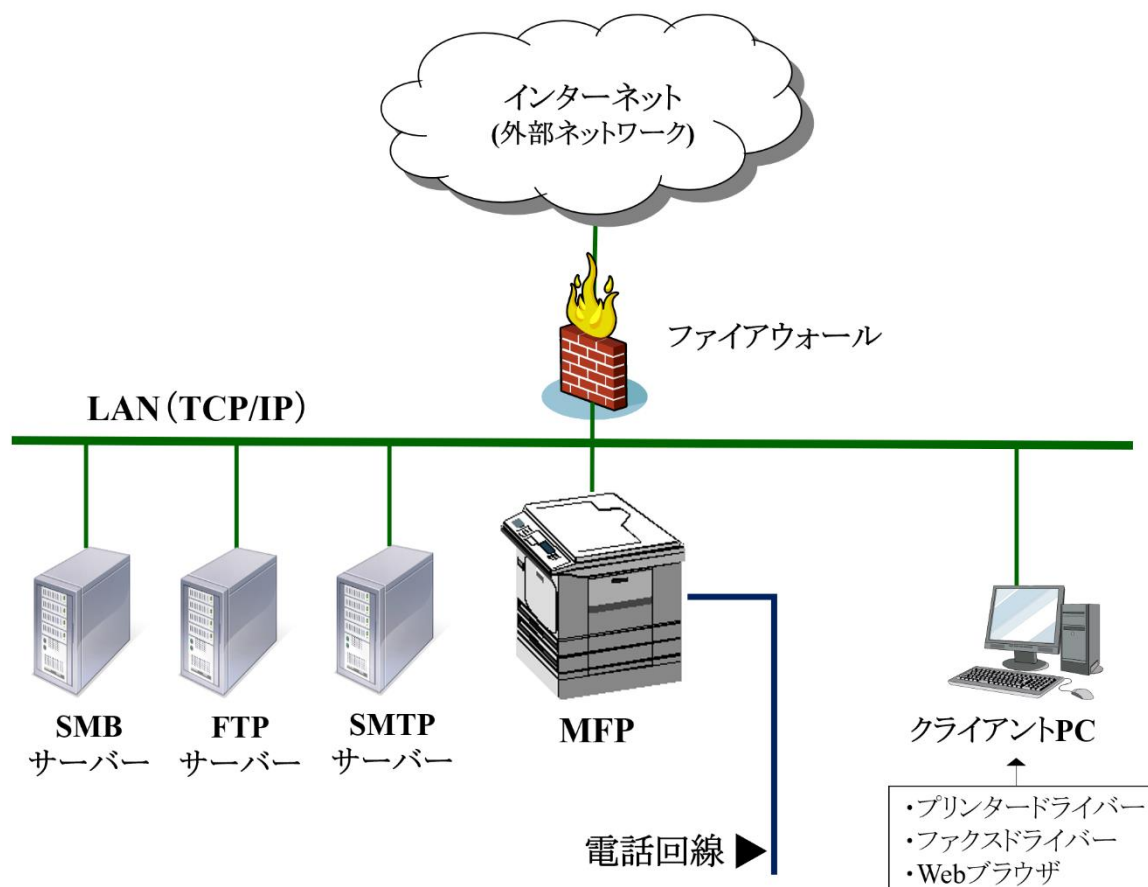 インターネット
(外部ネットワーク)
ファイアウォール
LAN（TCP/IP）
SMB
サーバー
FTP
サーバー
SMTP
サーバー
MFP
クライアントPC
・プリンタードライバー
・ファクスドライバー
・Webブラウザ
電話回線